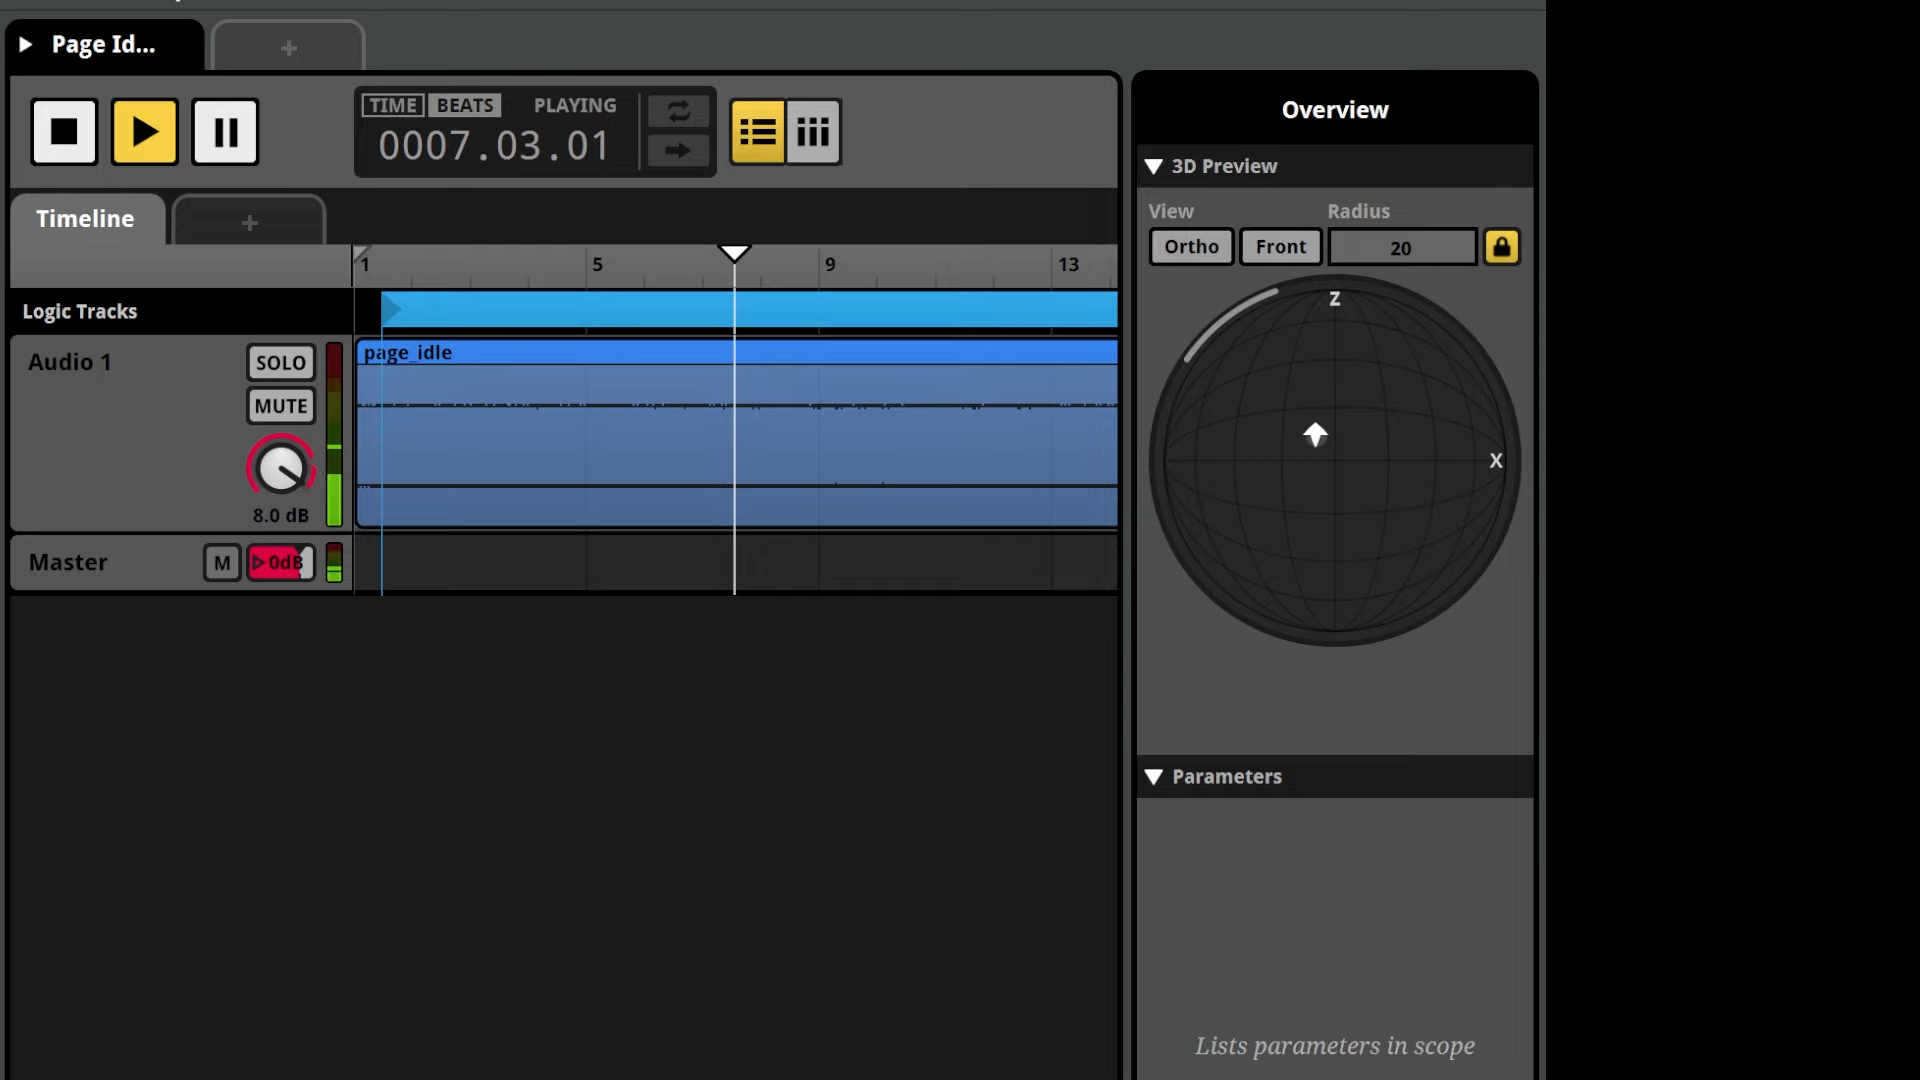 Page Id...
+
TIME BEATS PLAYING
0007.03.01
Timeline
+
1 5 9 13
Logic Tracks
Audio 1
SOLO
MUTE
8.0 dB
page_idle
Master M 0dB
Overview
3D Preview
View Radius
Ortho Front 20
Z
X
Parameters
Lists parameters in scope